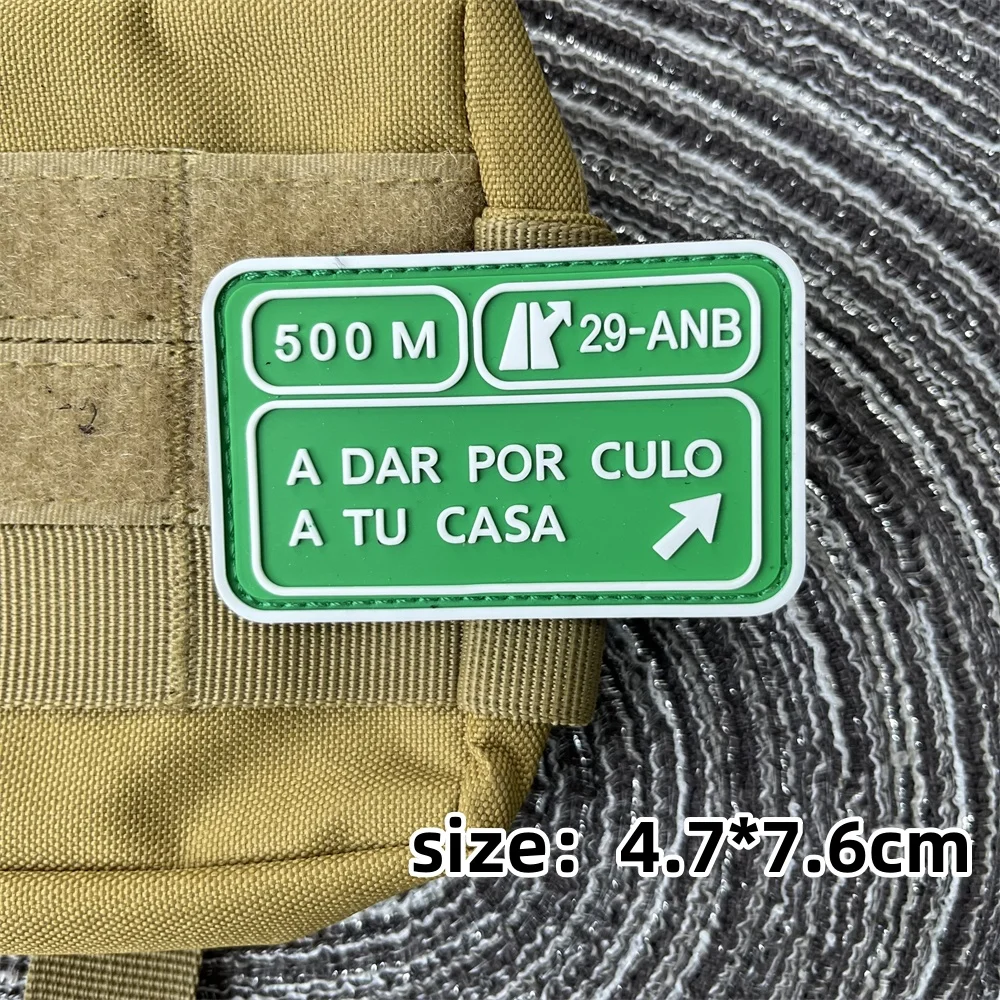 500 M
29-ANB
A DAR POR CULO
A TU CASA
size：4.7*7.6cm